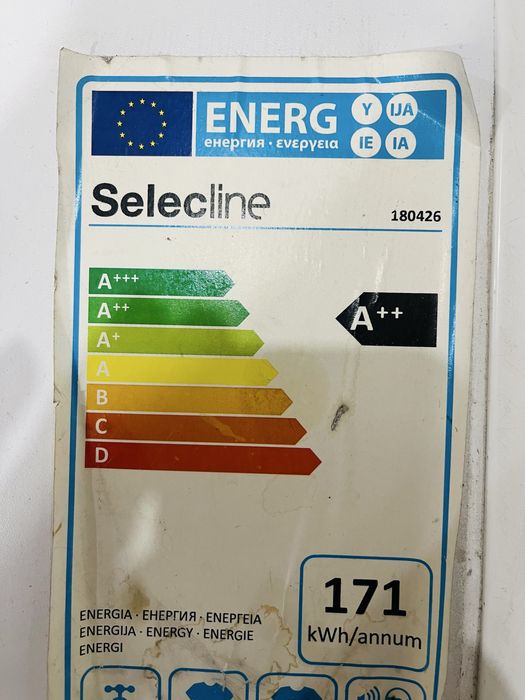 ENERG
енергия · ενεργεια
Y IJA
IE IA
Selecline
180426
A+++
A++
A++
A+
A
B
C
D
171
kWh/annum
ENERGIA · ЕНЕРГИЯ · ΕΝΕΡΓΕΙΑ
ENERGIJA · ENERGY · ENERGIE
ENERGI